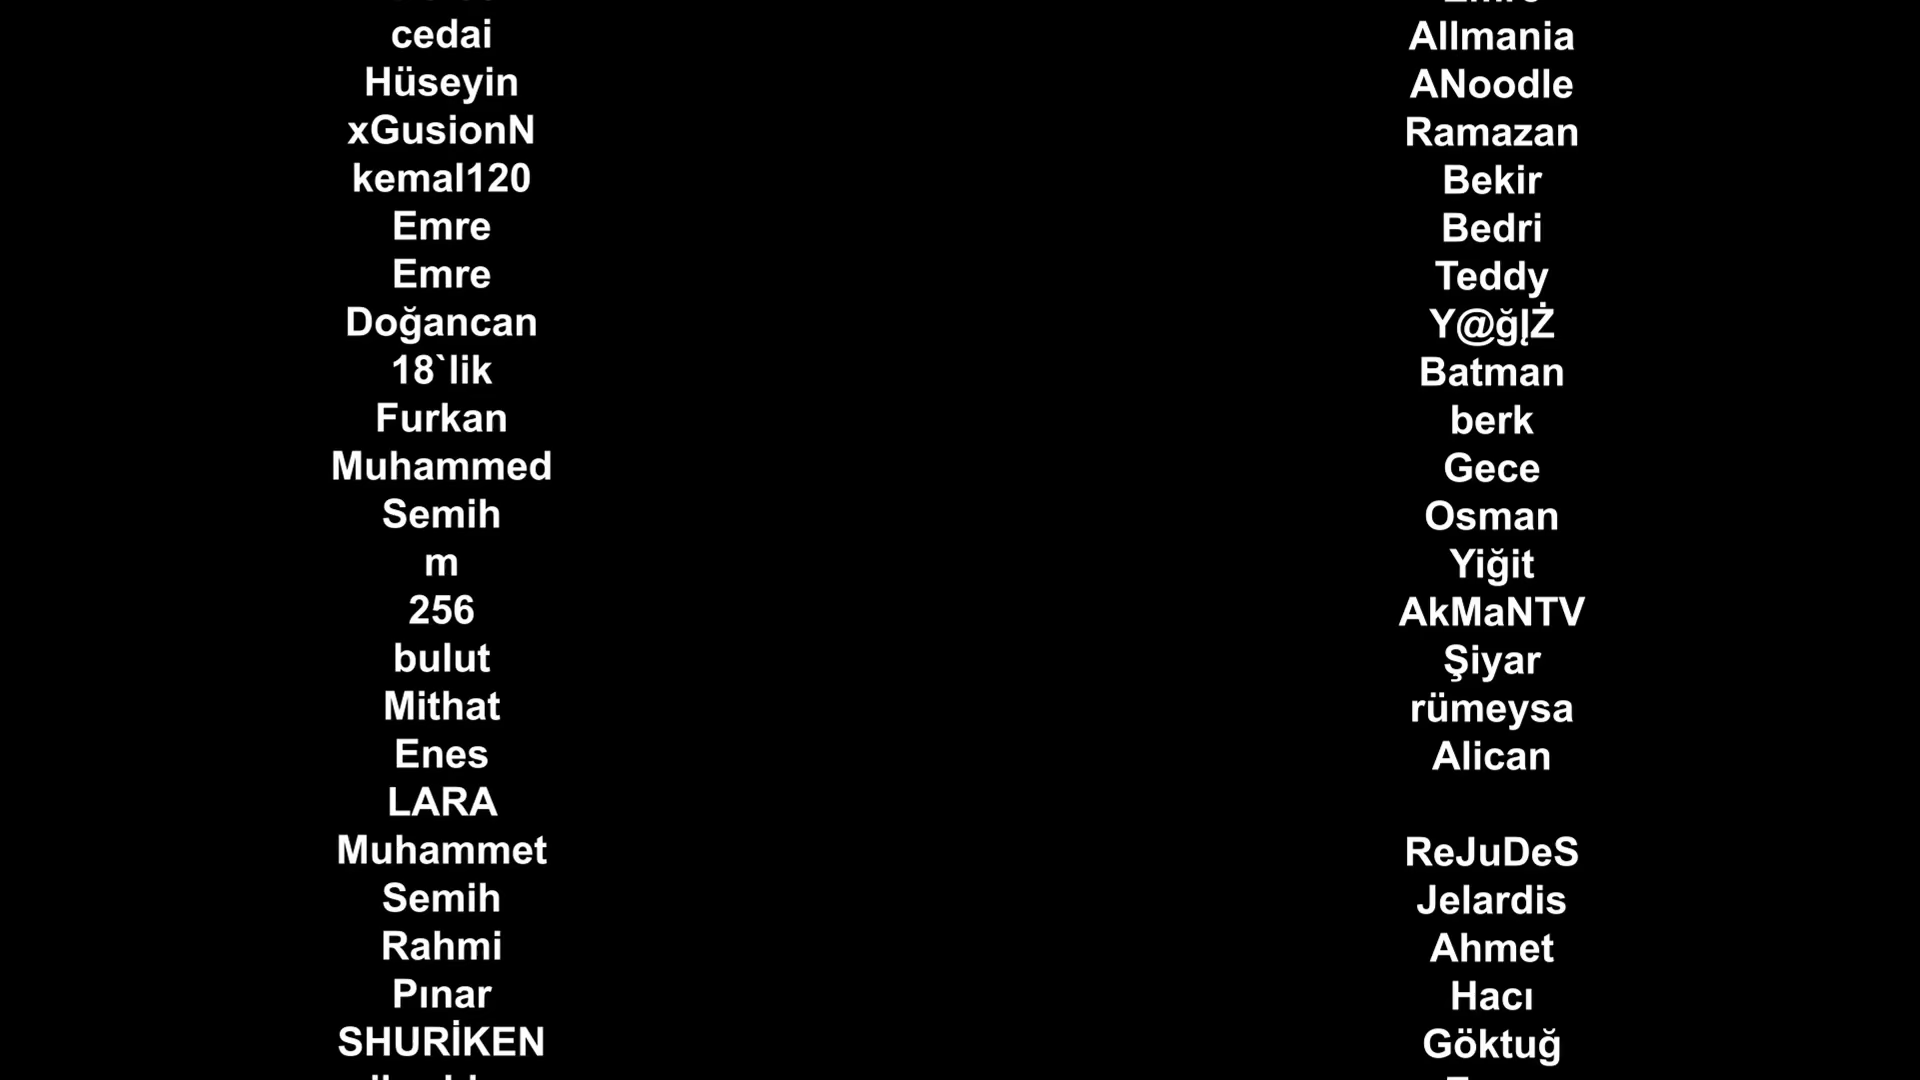 cedai
Hüseyin
xGusionN
kemal120
Emre
Emre
Doğancan
18`lik
Furkan
Muhammed
Semih
m
256
bulut
Mithat
Enes
LARA
Muhammet
Semih
Rahmi
Pınar
SHURİKEN
Allmania
ANoodle
Ramazan
Bekir
Bedri
Teddy
Y@ğĮŻ
Batman
berk
Gece
Osman
Yiğit
AkMaNTV
Şiyar
rümeysa
Alican
ReJuDeS
Jelardis
Ahmet
Hacı
Göktuğ